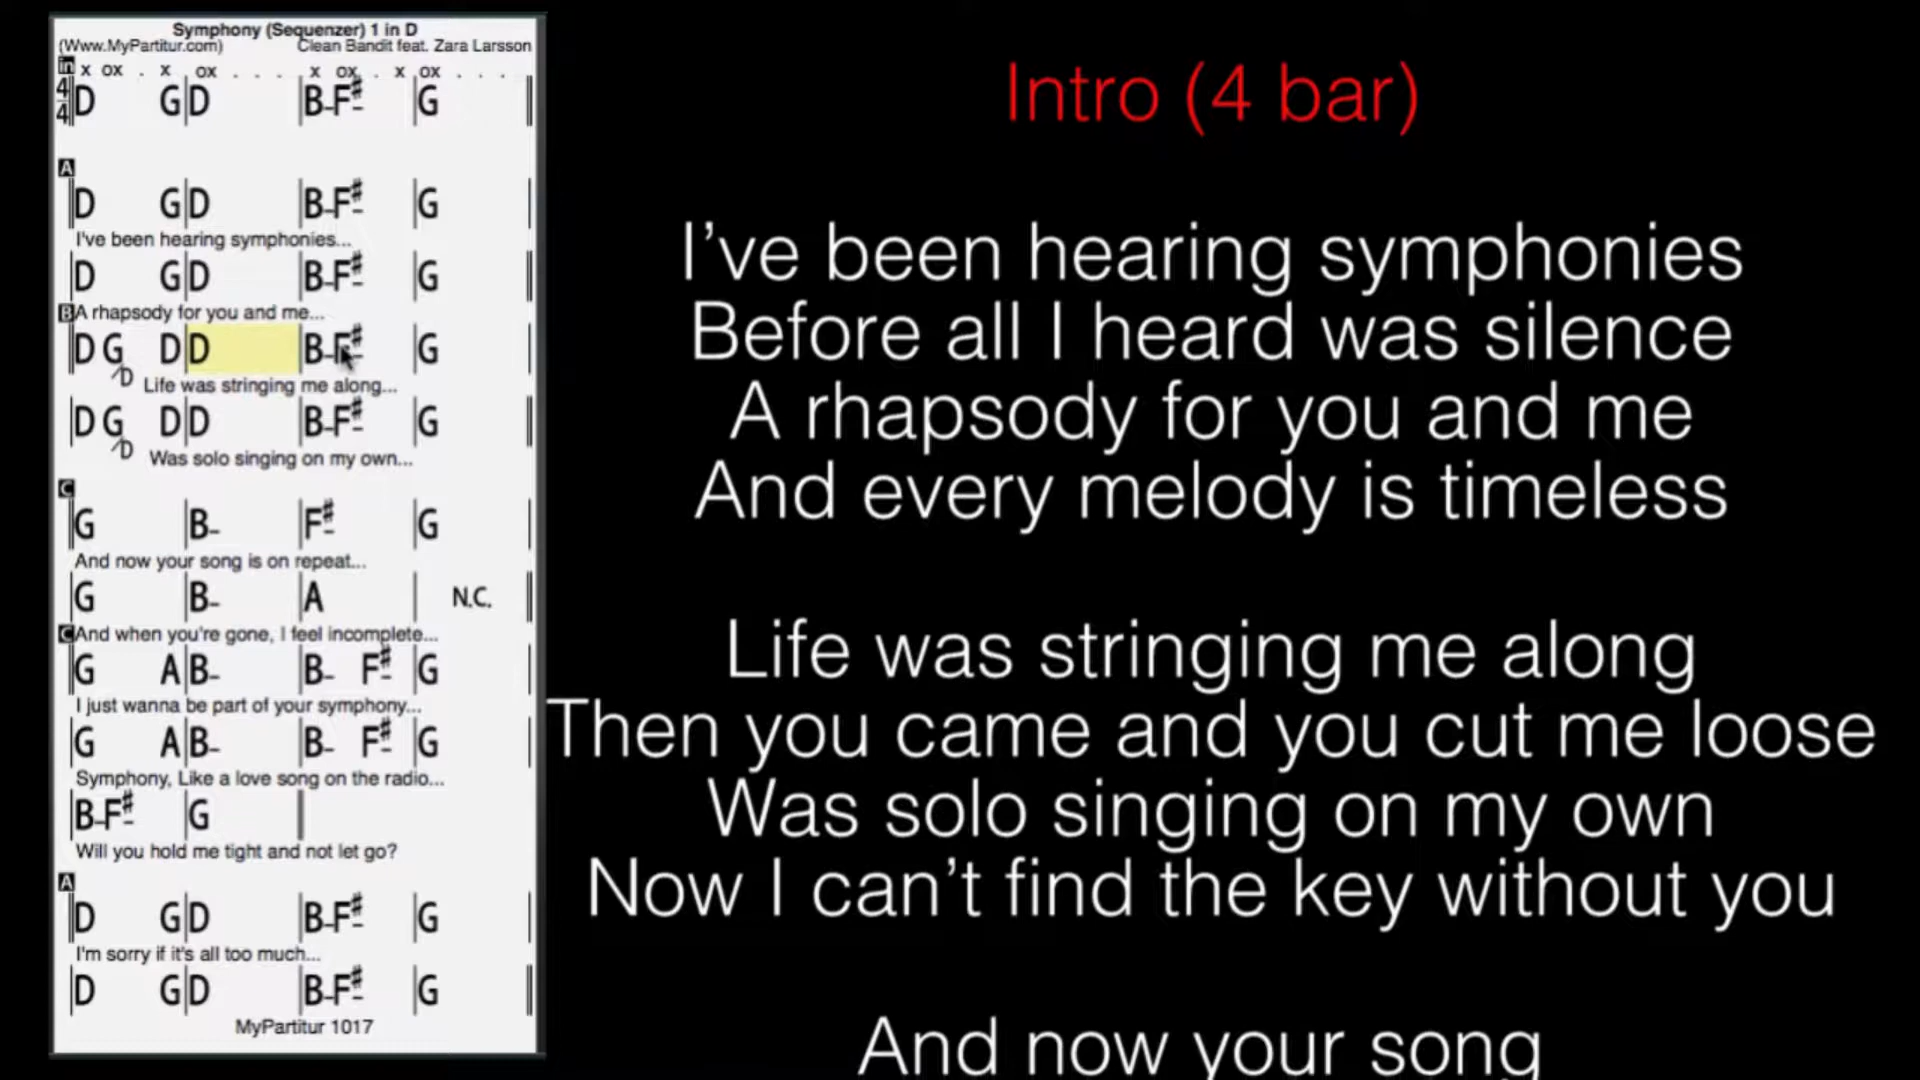 Symphony (Sequenzer) 1 in D
(Www.MyPartitur.com) Clean Bandit feat. Zara Larsson
in x ox . x ox . . . x ox . x ox . . .
4/4 D G D B-F#- G
A
D G D B-F#- G
I've been hearing symphonies...
D G D B-F#- G
B A rhapsody for you and me...
D G/D D D B-F#- G
Life was stringing me along...
D G/D D D B-F#- G
Was solo singing on my own...
C
G B- F#- G
And now your song is on repeat...
G B- A N.C.
C And when you're gone, I feel incomplete...
G A B- B- F#- G
I just wanna be part of your symphony...
G A B- B- F#- G
Symphony, Like a love song on the radio...
B-F#- G
Will you hold me tight and not let go?
A
D G D B-F#- G
I'm sorry if it's all too much...
D G D B-F#- G
MyPartitur 1017
Intro (4 bar)
I've been hearing symphonies
Before all I heard was silence
A rhapsody for you and me
And every melody is timeless
Life was stringing me along
Then you came and you cut me loose
Was solo singing on my own
Now I can't find the key without you
And now your song